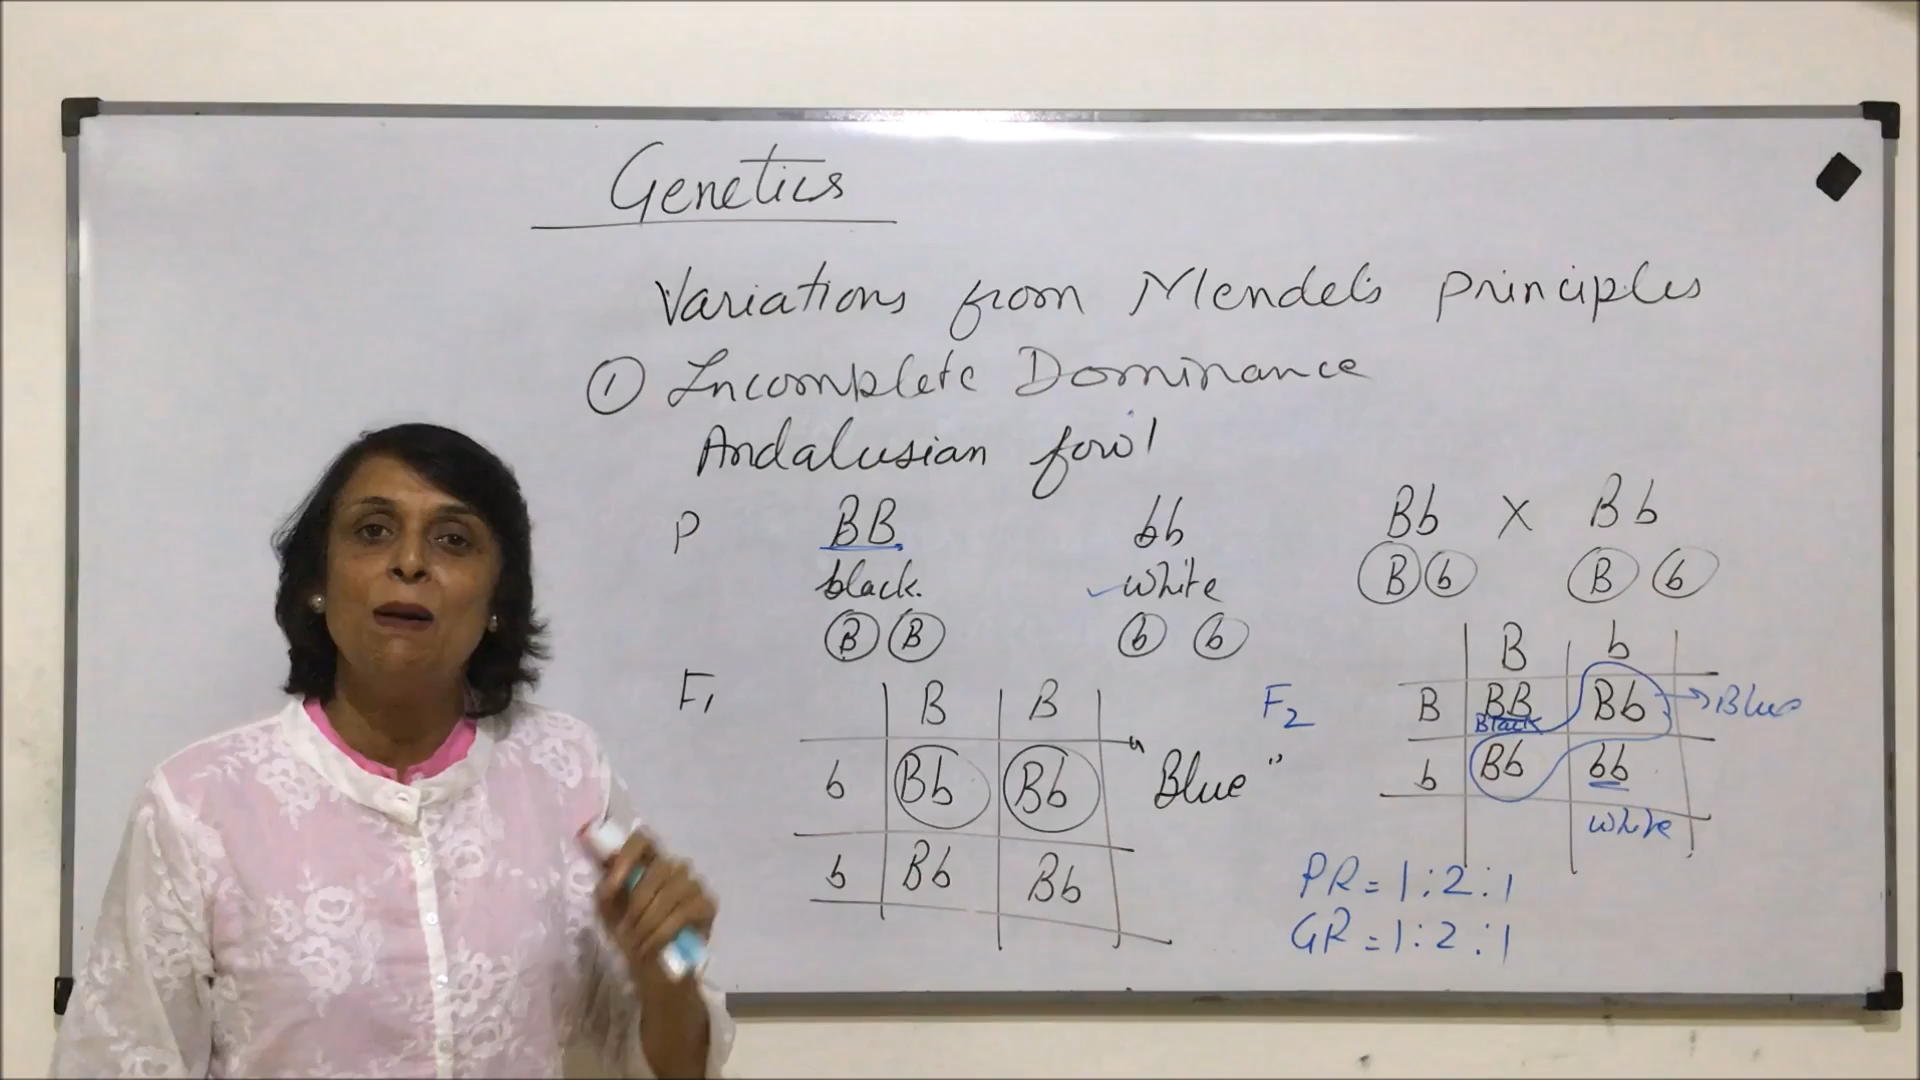 Genetics
Variations from Mendel's principles
① Incomplete Dominance
Andalusian fowl
P BB bb
black. white
B B b b
F1
B B
b Bb Bb "Blue"
b Bb Bb
Bb X Bb
B b B b
F2
B b
B BB Bb → Blue
Black
b Bb bb
white
PR = 1:2:1
GR = 1:2:1